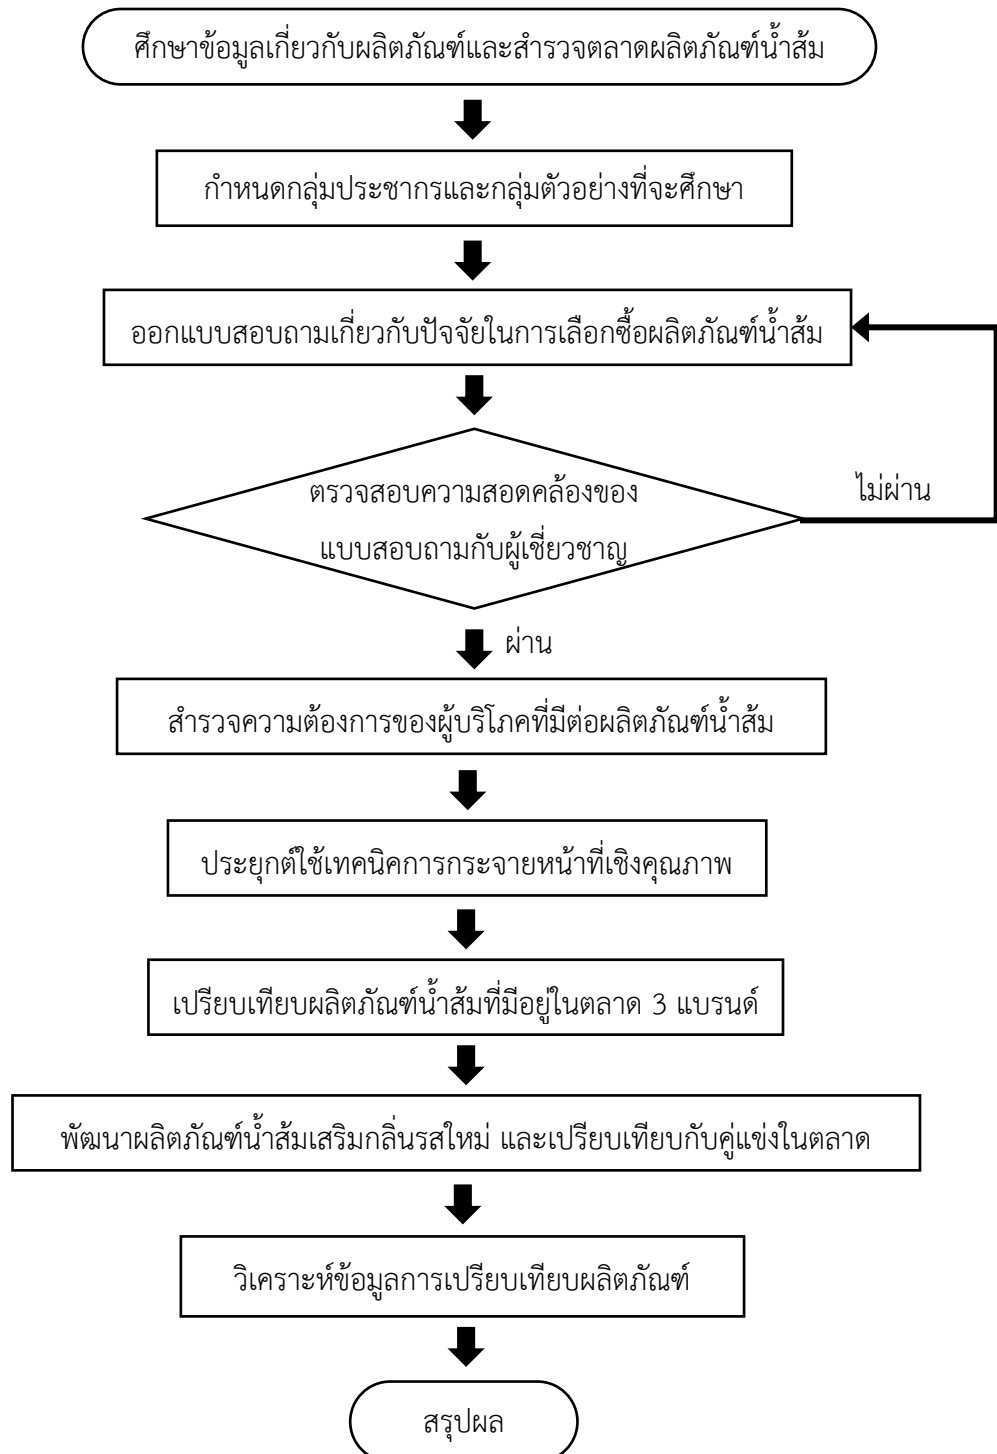 ศึกษาข้อมูลเกี่ยวกับผลิตภัณฑ์และสำรวจตลาดผลิตภัณฑ์น้ำส้ม
กำหนดกลุ่มประชากรและกลุ่มตัวอย่างที่จะศึกษา
ออกแบบสอบถามเกี่ยวกับปัจจัยในการเลือกซื้อผลิตภัณฑ์น้ำส้ม
ตรวจสอบความสอดคล้องของ
แบบสอบถามกับผู้เชี่ยวชาญ
ไม่ผ่าน
ผ่าน
สำรวจความต้องการของผู้บริโภคที่มีต่อผลิตภัณฑ์น้ำส้ม
ประยุกต์ใช้เทคนิคการกระจายหน้าที่เชิงคุณภาพ
เปรียบเทียบผลิตภัณฑ์น้ำส้มที่มีอยู่ในตลาด 3 แบรนด์
พัฒนาผลิตภัณฑ์น้ำส้มเสริมกลิ่นรสใหม่ และเปรียบเทียบกับคู่แข่งในตลาด
วิเคราะห์ข้อมูลการเปรียบเทียบผลิตภัณฑ์
สรุปผล